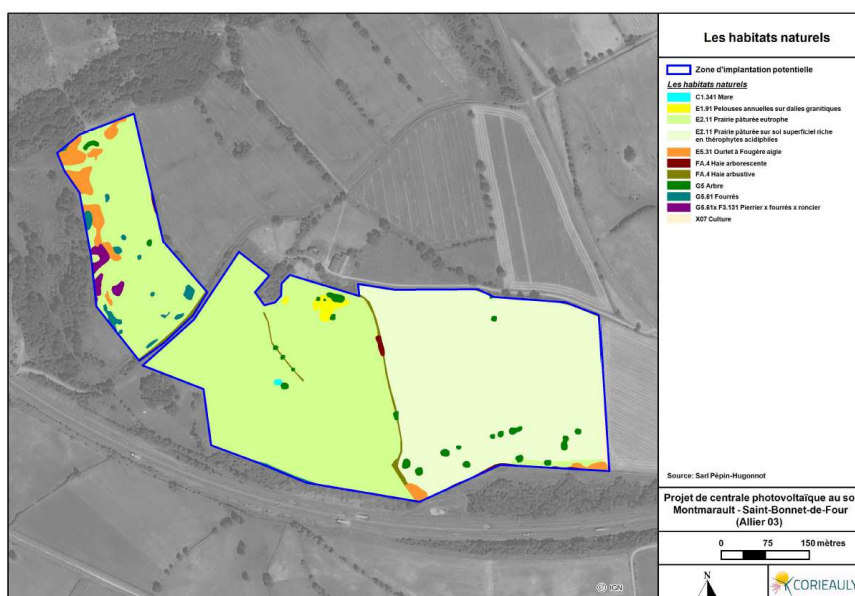 Les habitats naturels
Zone d'implantation potentielle
Les habitats naturels
C1.341 Mare
E1.91 Pelouses annuelles sur dalles granitiques
E2.11 Prairie pâturée eutrophe
E2.11 Prairie pâturée sur sol superficiel riche
en thérophytes acidiphiles
E5.31 Ourlet à Fougère aigle
FA.4 Haie arborescente
FA.4 Haie arbustive
G5 Arbre
G5.61 Fourrés
G5.61x F3.131 Pierrier x fourrés x roncier
X07 Culture
Source: Sarl Pépin-Hugonnot
Projet de centrale photovoltaïque au so
Montmarault - Saint-Bonnet-de-Four
(Allier 03)
0 75 150 mètres
N
CORIEAULY
© IGN